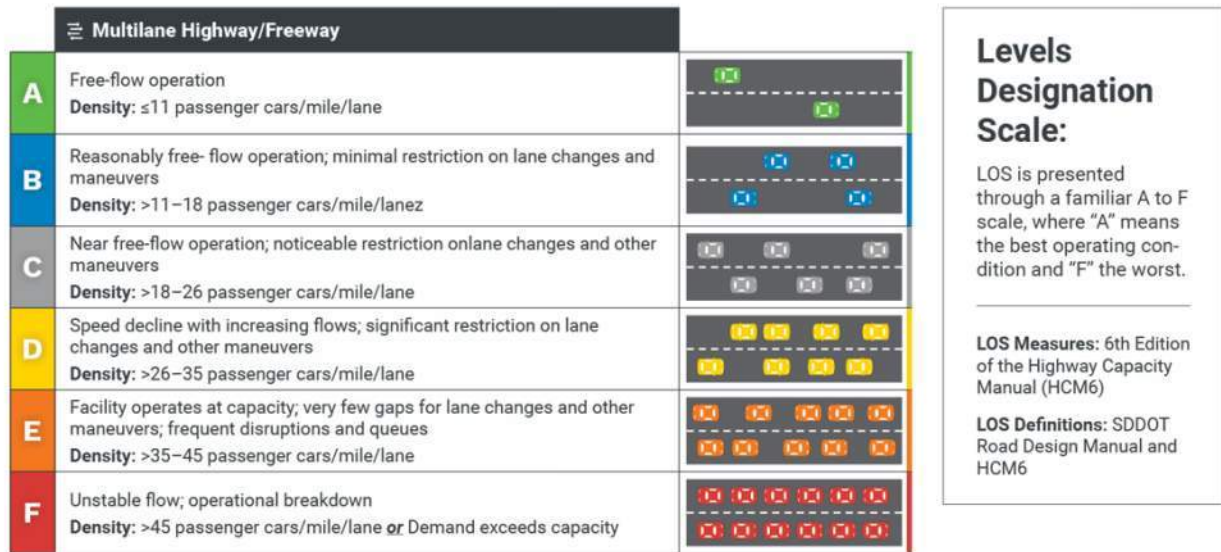 Multilane Highway/Freeway
A
Free-flow operation
Density: ≤11 passenger cars/mile/lane
B
Reasonably free- flow operation; minimal restriction on lane changes and
maneuvers
Density: >11–18 passenger cars/mile/lanez
C
Near free-flow operation; noticeable restriction onlane changes and other
maneuvers
Density: >18–26 passenger cars/mile/lane
D
Speed decline with increasing flows; significant restriction on lane
changes and other maneuvers
Density: >26–35 passenger cars/mile/lane
E
Facility operates at capacity; very few gaps for lane changes and other
maneuvers; frequent disruptions and queues
Density: >35–45 passenger cars/mile/lane
F
Unstable flow; operational breakdown
Density: >45 passenger cars/mile/lane or Demand exceeds capacity
Levels
Designation
Scale:
LOS is presented
through a familiar A to F
scale, where “A” means
the best operating con-
dition and “F” the worst.
LOS Measures: 6th Edition
of the Highway Capacity
Manual (HCM6)
LOS Definitions: SDDOT
Road Design Manual and
HCM6